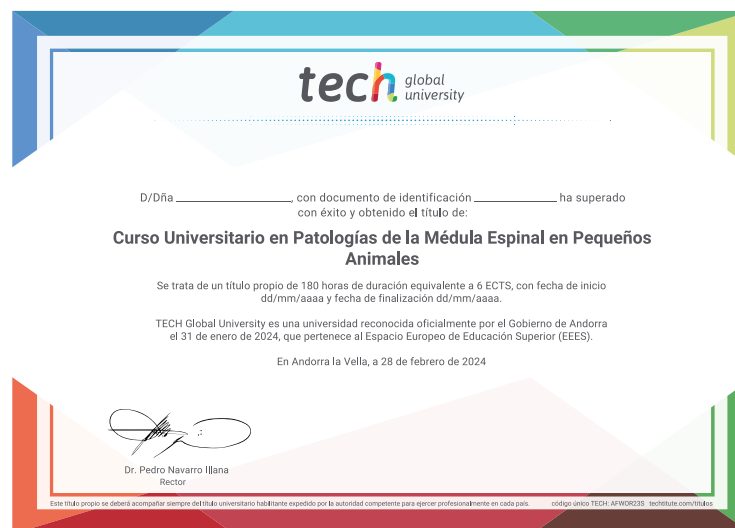 tech global university
D/Dña ____________, con documento de identificación ____________ ha superado
con éxito y obtenido el título de:
Curso Universitario en Patologías de la Médula Espinal en Pequeños
Animales
Se trata de un título propio de 180 horas de duración equivalente a 6 ECTS, con fecha de inicio
dd/mm/aaaa y fecha de finalización dd/mm/aaaa.
TECH Global University es una universidad reconocida oficialmente por el Gobierno de Andorra
el 31 de enero de 2024, que pertenece al Espacio Europeo de Educación Superior (EEES).
En Andorra la Vella, a 28 de febrero de 2024
Dr. Pedro Navarro Illana
Rector
Este título propio se deberá acompañar siempre del título universitario habilitante expedido por la autoridad competente para ejercer profesionalmente en cada país. código único TECH: AFWOR23S techtitute.com/titulos